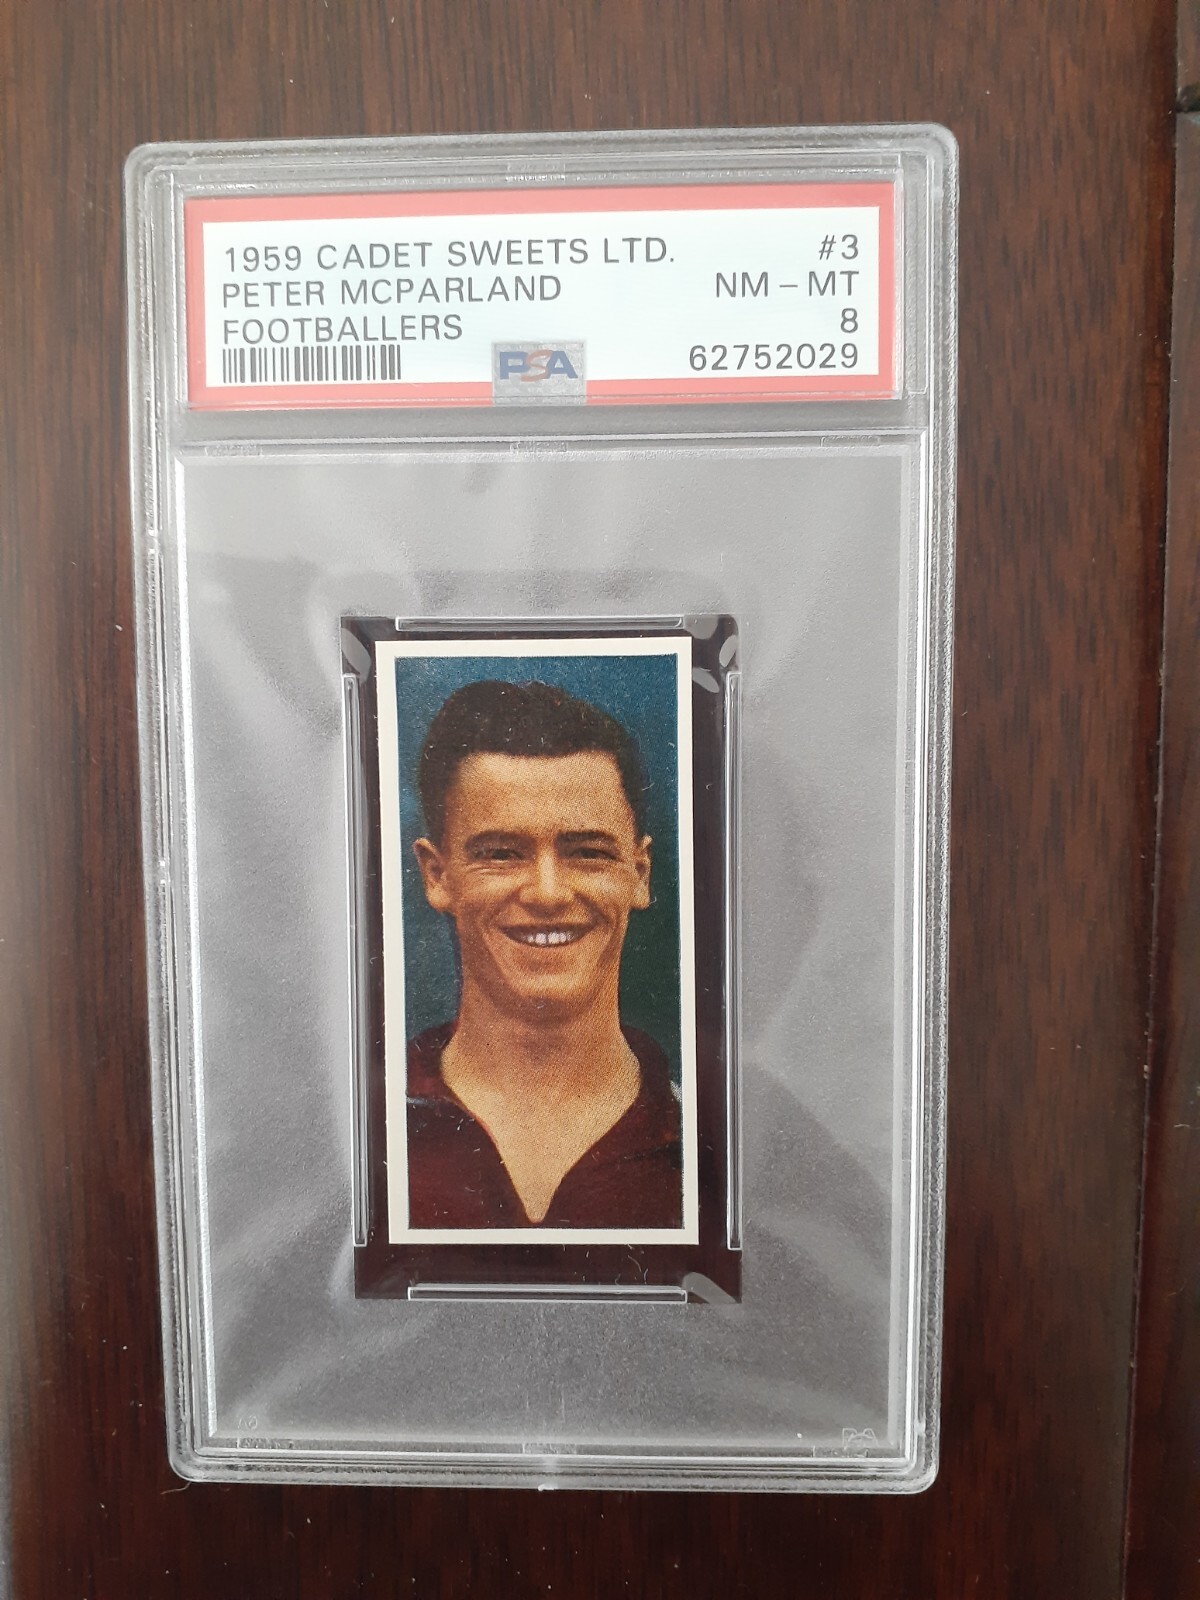 1959 CADET SWEETS LTD. #3
PETER MCPARLAND NM - MT
FOOTBALLERS 8
PSA 62752029